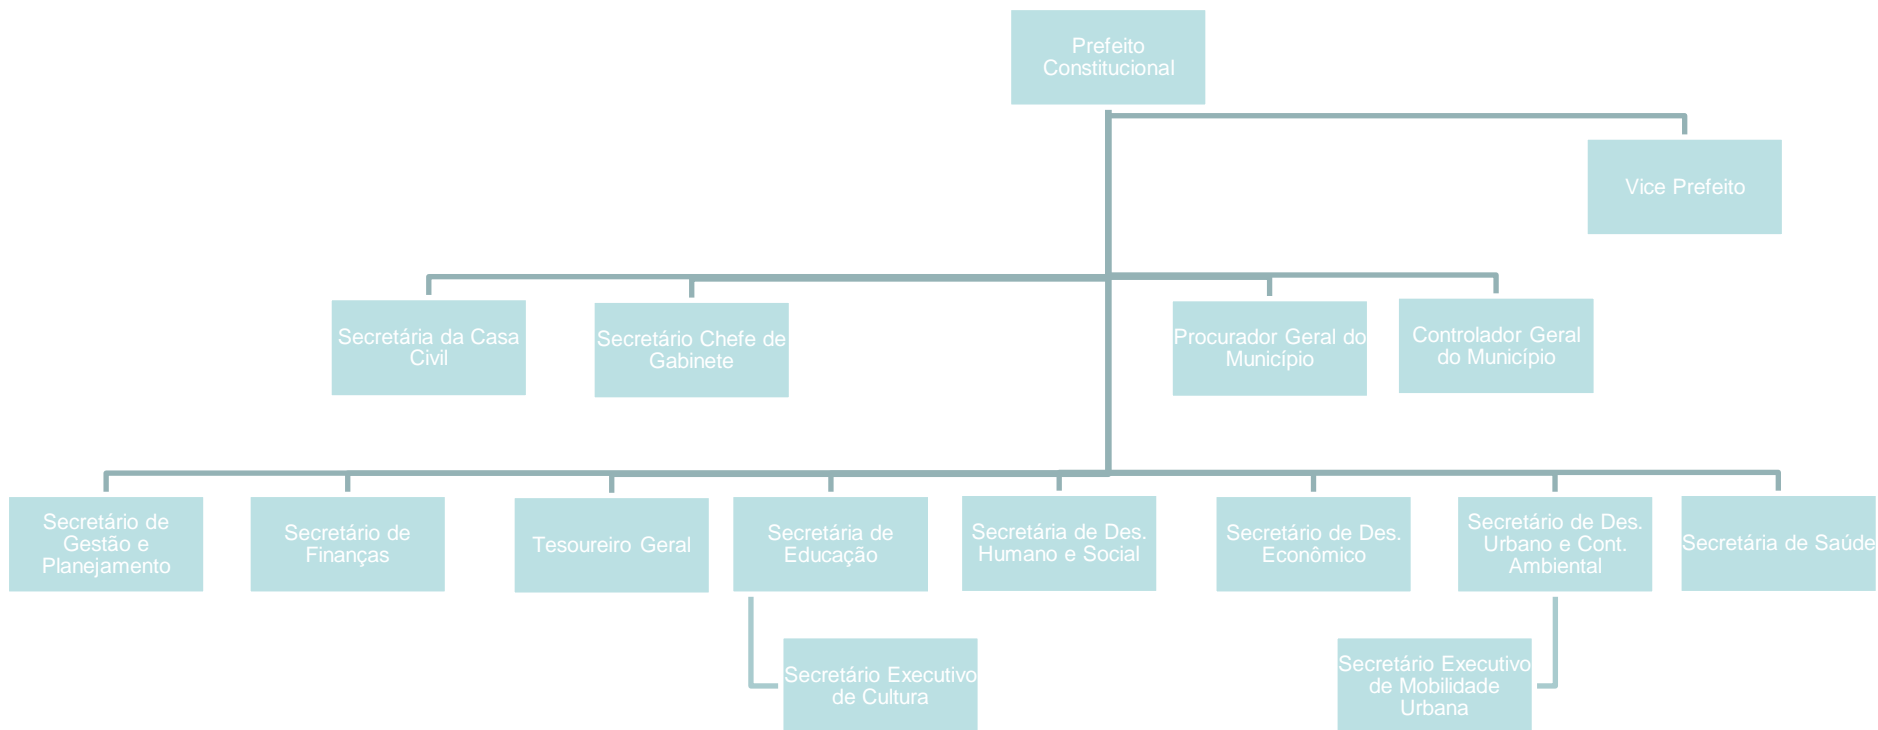 Prefeito
Constitucional
Vice Prefeito
Secretária da Casa
Civil
Secretário Chefe de
Gabinete
Procurador Geral do
Município
Controlador Geral
do Município
Secretário de
Gestão e
Planejamento
Secretário de
Finanças
Tesoureiro Geral
Secretária de
Educação
Secretária de Des.
Humano e Social
Secretário de Des.
Econômico
Secretário de Des.
Urbano e Cont.
Ambiental
Secretária de Saúde
Secretário Executivo
de Cultura
Secretário Executivo
de Mobilidade
Urbana